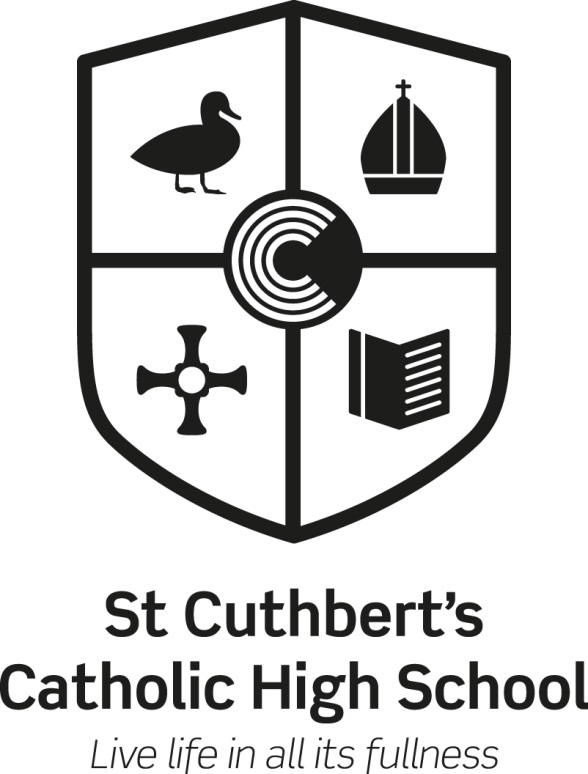 St Cuthbert’s
Catholic High School
Live life in all its fullness